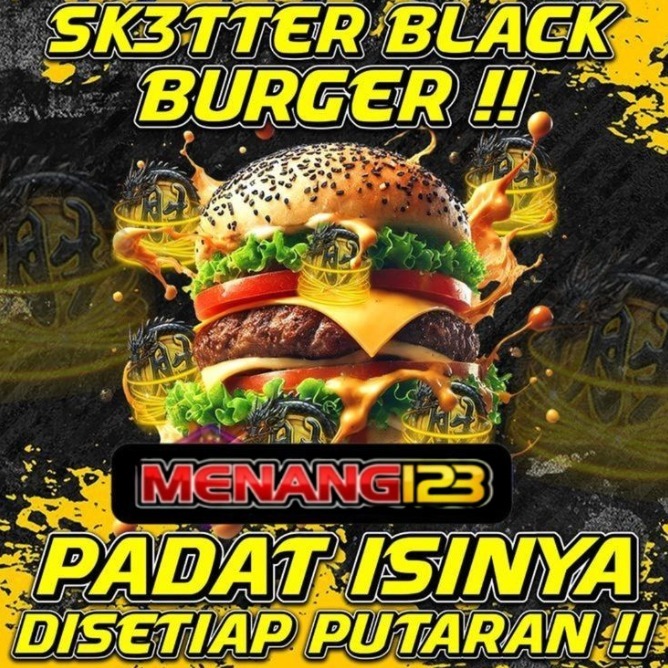 SK3TTER BLACK
BURGER !!
MENANG123
PADAT ISINYA
DISETIAP PUTARAN !!